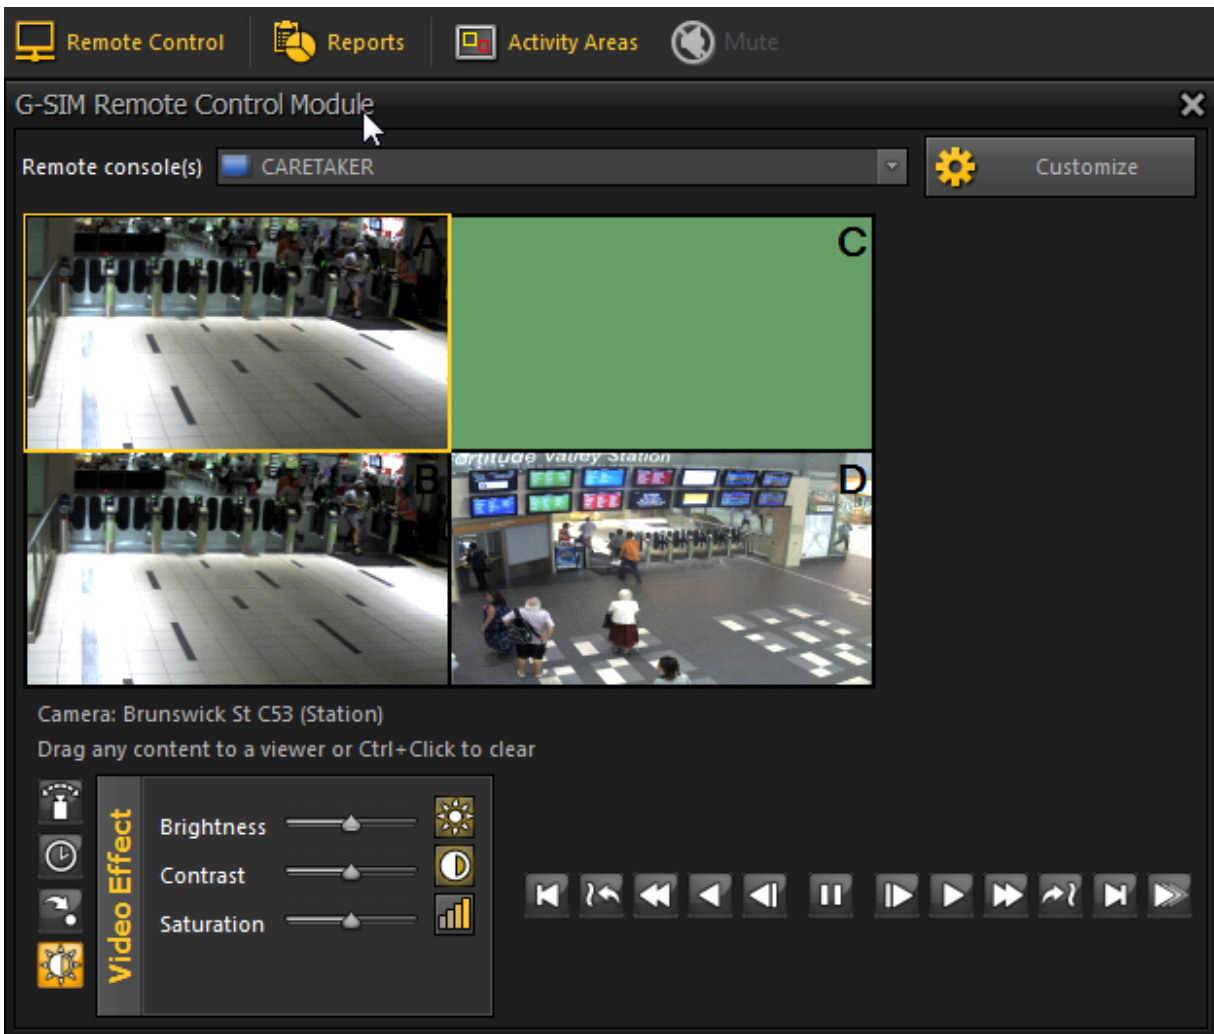 Remote Control Reports Activity Areas Mute
G-SIM Remote Control Module
Remote console(s) CARETAKER Customize
A C
B D
ortitude Valley Station
Camera: Brunswick St C53 (Station)
Drag any content to a viewer or Ctrl+Click to clear
Video Effect
Brightness
Contrast
Saturation